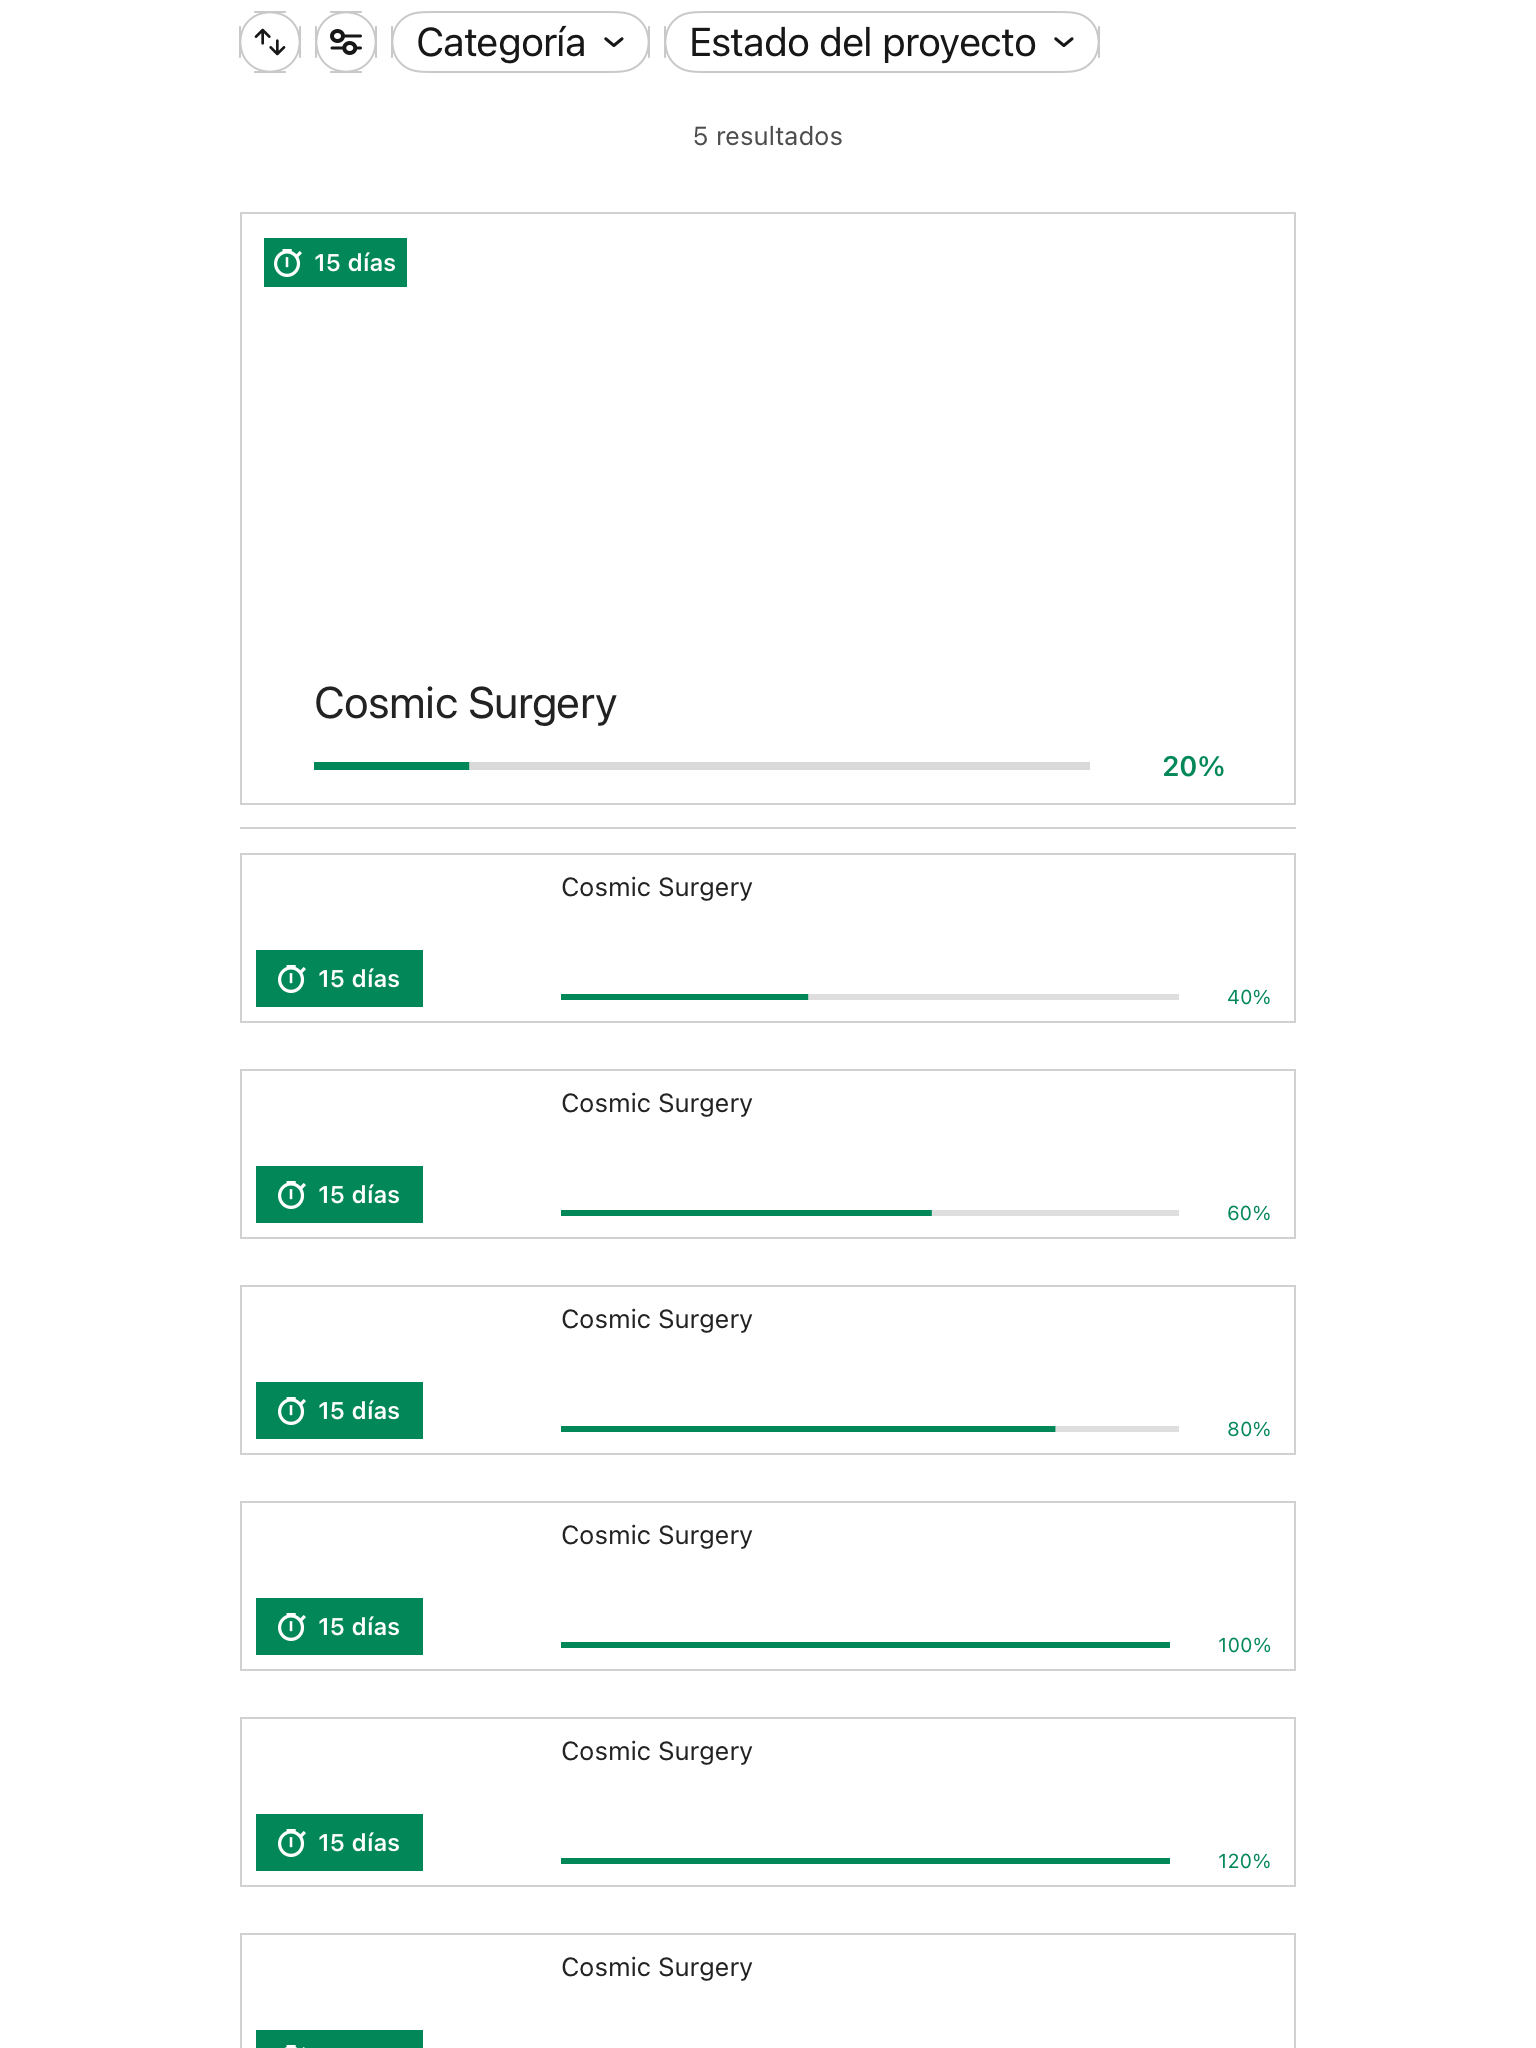 Categoría
Estado del proyecto
5 resultados
15 días
Cosmic Surgery
20%
Cosmic Surgery
15 días
40%
Cosmic Surgery
15 días
60%
Cosmic Surgery
15 días
80%
Cosmic Surgery
15 días
100%
Cosmic Surgery
15 días
120%
Cosmic Surgery